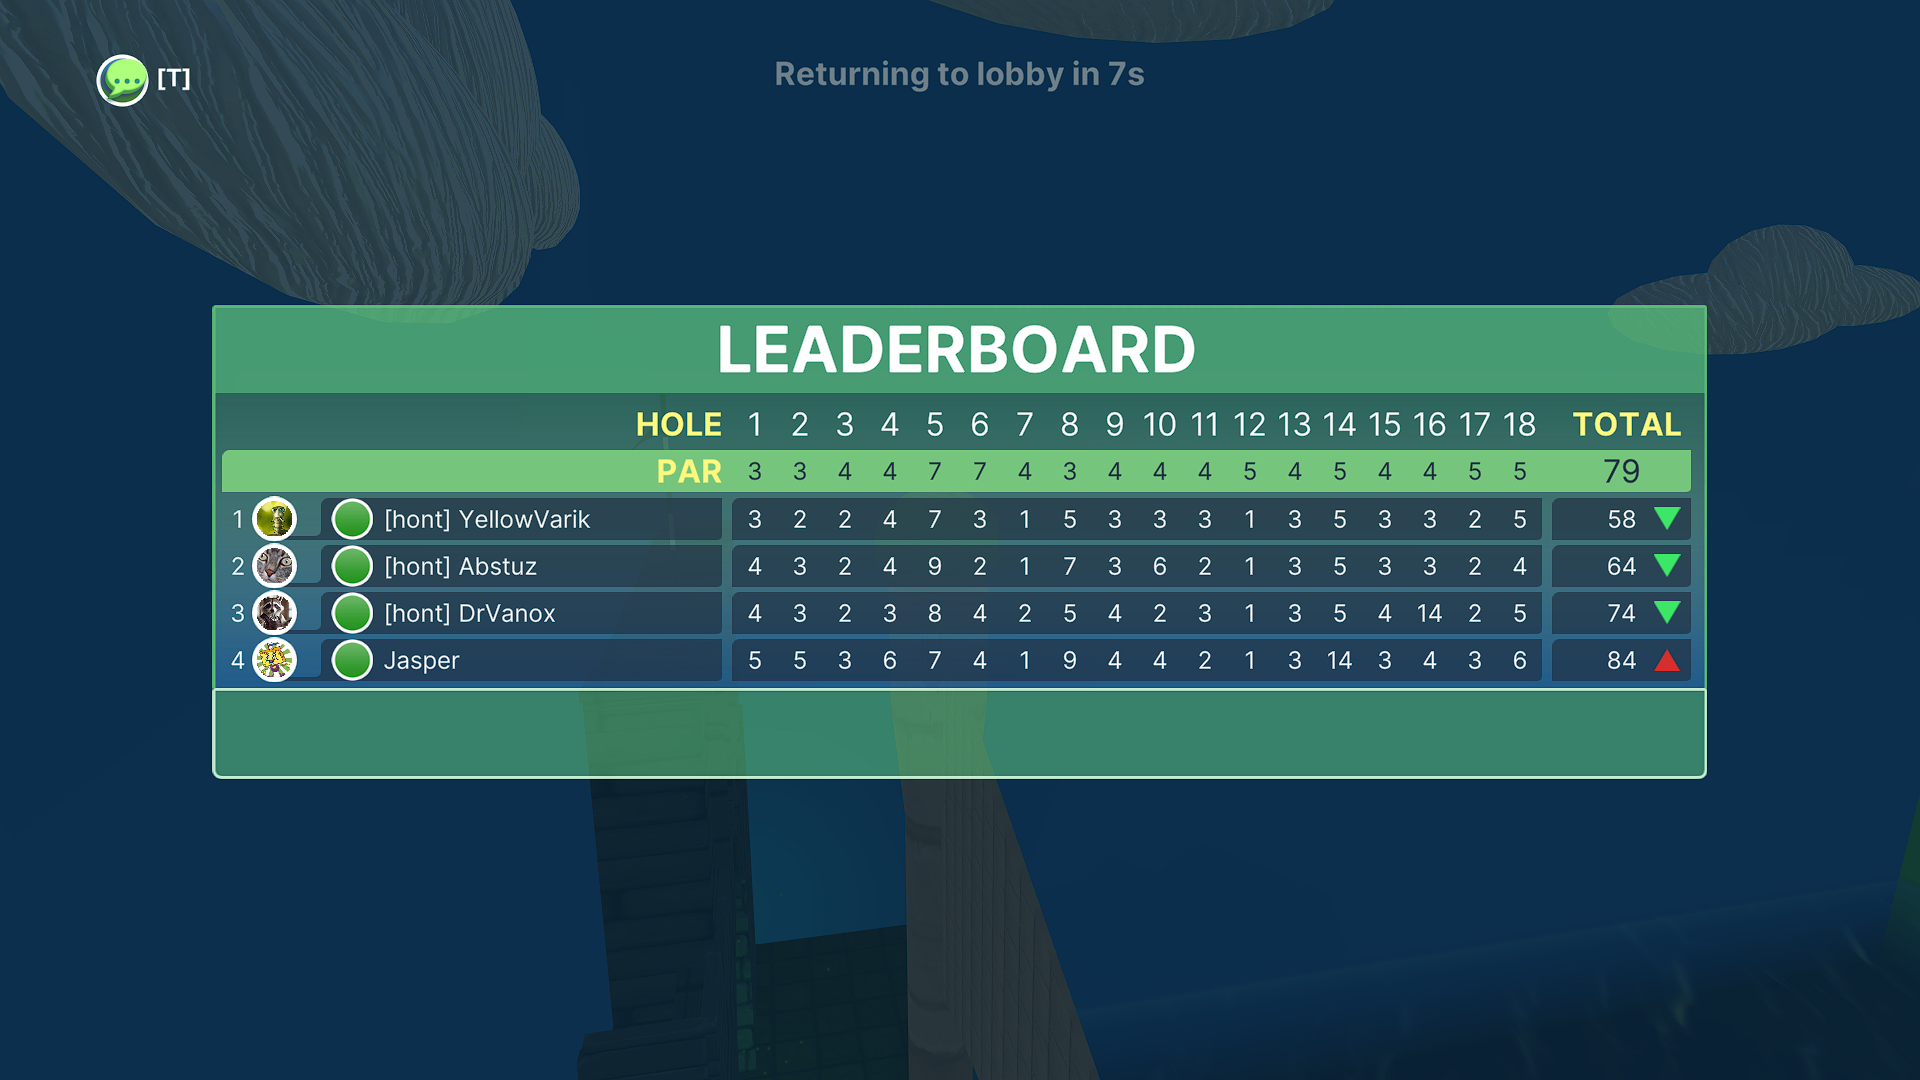 [T]
Returning to lobby in 7s
LEADERBOARD
HOLE 1 2 3 4 5 6 7 8 9 10 11 12 13 14 15 16 17 18 TOTAL
PAR 3 3 4 4 7 7 4 3 4 4 4 5 4 5 4 4 5 5 79
1 [hont] YellowVarik 3 2 2 4 7 3 1 5 3 3 3 1 3 5 3 3 2 5 58
2 [hont] Abstuz 4 3 2 4 9 2 1 7 3 6 2 1 3 5 3 3 2 4 64
3 [hont] DrVanox 4 3 2 3 8 4 2 5 4 2 3 1 3 5 4 14 2 5 74
4 Jasper 5 5 3 6 7 4 1 9 4 4 2 1 3 14 3 4 3 6 84